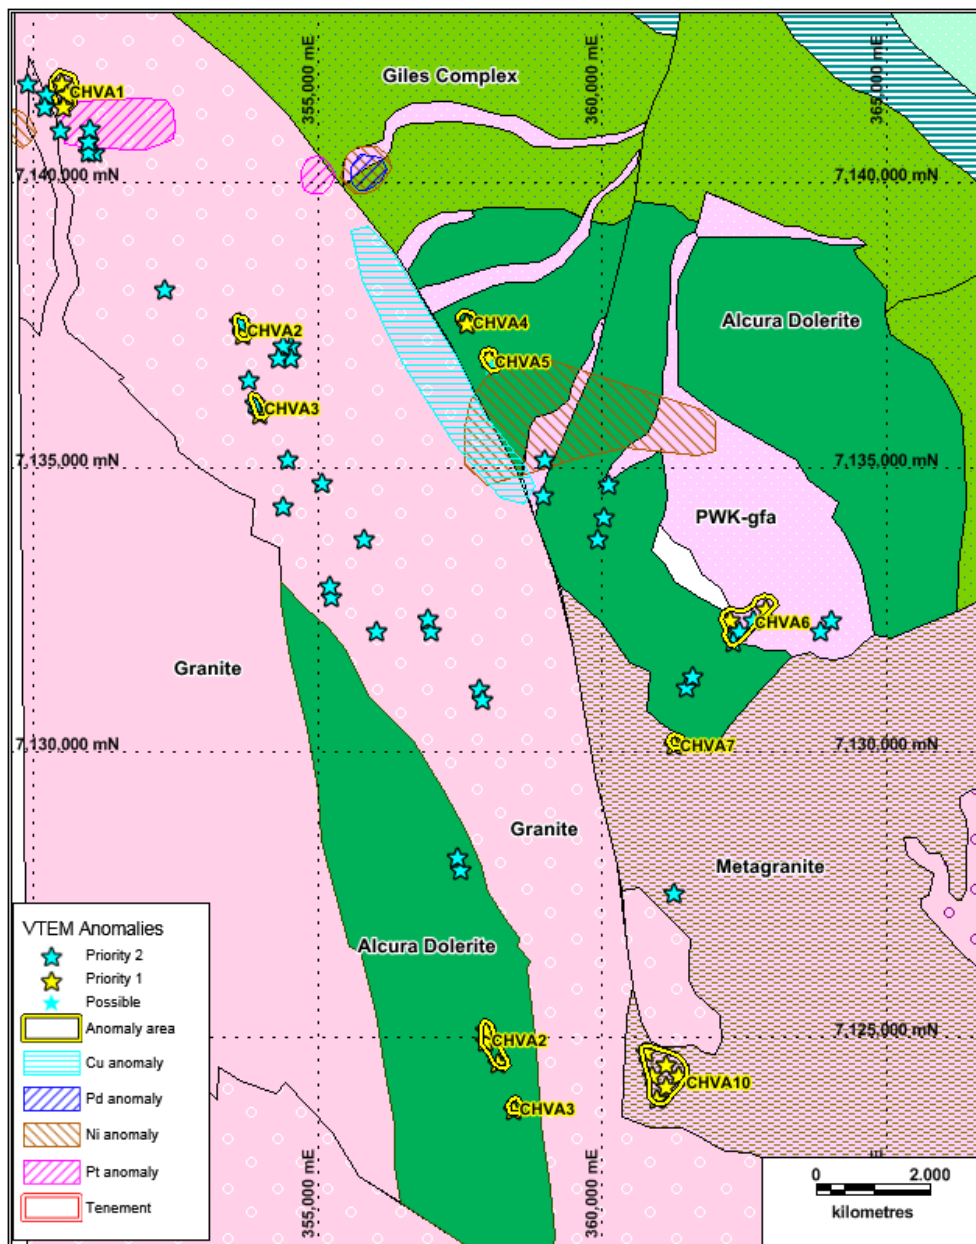 355,000 mE
360,000 mE
365,000 mE
Giles Complex
CHVA1
7,140,000 mN
7,140,000 mN
CHVA4
Alcura Dolerite
CHVA2
CHVA5
CHVA3
7,135,000 mN
7,135,000 mN
PWK-gfa
CHVA6
Granite
7,130,000 mN
CHVA7
7,130,000 mN
Granite
Metagranite
VTEM Anomalies
Priority 2
Priority 1
Possible
Anomaly area
Cu anomaly
Pd anomaly
Ni anomaly
Pt anomaly
Tenement
Alcura Dolerite
CHVA2
7,125,000 mN
CHVA10
CHVA3
355,000 mE
360,000 mE
0 2.000
kilometres